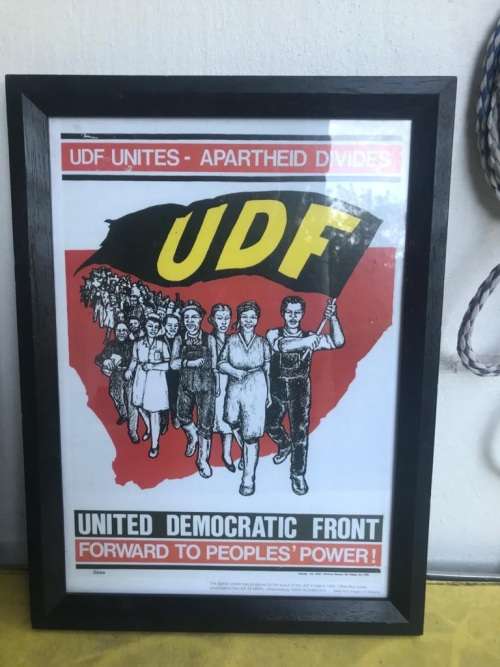 UDF UNITES - APARTHEID DIVIDES
UDF
UNITED DEMOCRATIC FRONT
FORWARD TO PEOPLES' POWER!